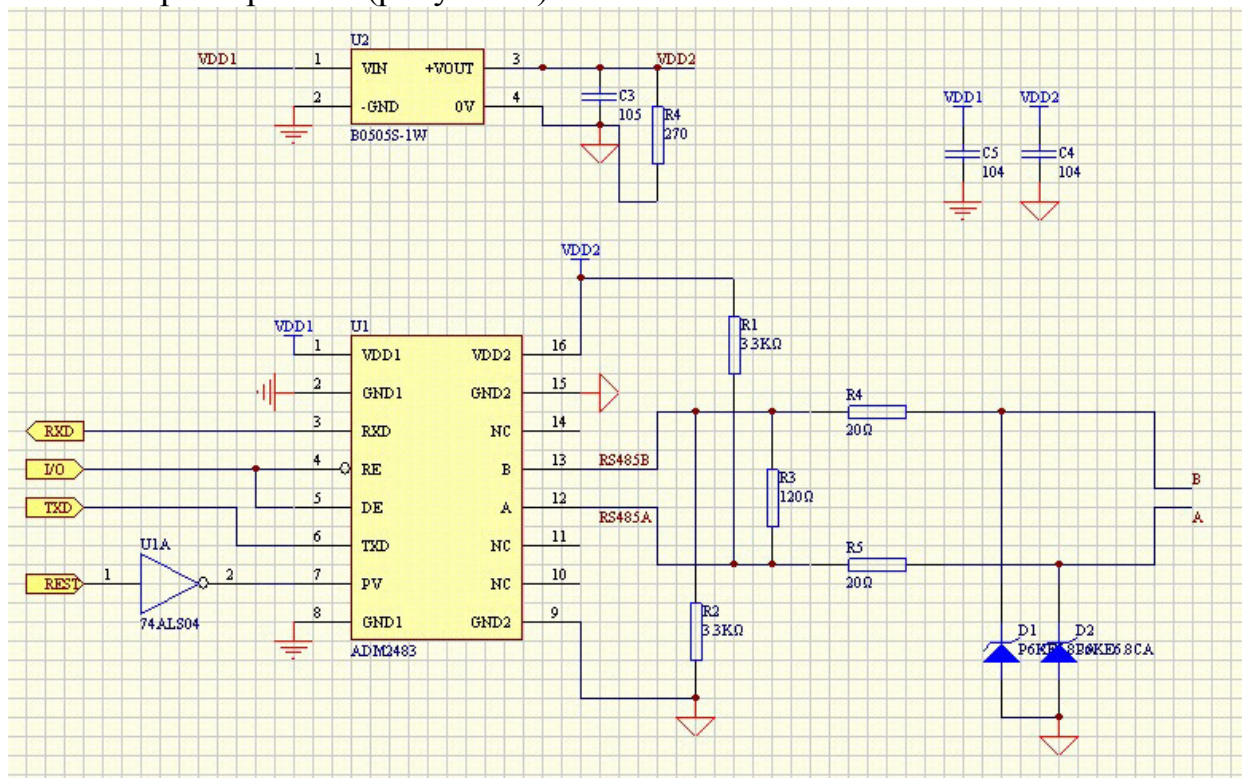 U2
VDD1 1 VIN +VOUT 3 VDD2
2 -GND 0V 4
B0505S-1W
C3
105
R4
270
VDD1 VDD2
C5 C4
104 104
VDD2
VDD1 U1
1 VDD1 VDD2 16
R1
3.3KΩ
2 GND1 GND2 15
RXD 3 RXD NC 14
R4
20Ω
I/O 4 RE B 13 RS485B
R3
120Ω
B
TXD 5 DE A 12 RS485A
A
6 TXD NC 11
U1A
R5
20Ω
REST 1 2 7 PV NC 10
74ALS04
8 GND1 GND2 9
R2
3.3KΩ
ADM2483
D1 D2